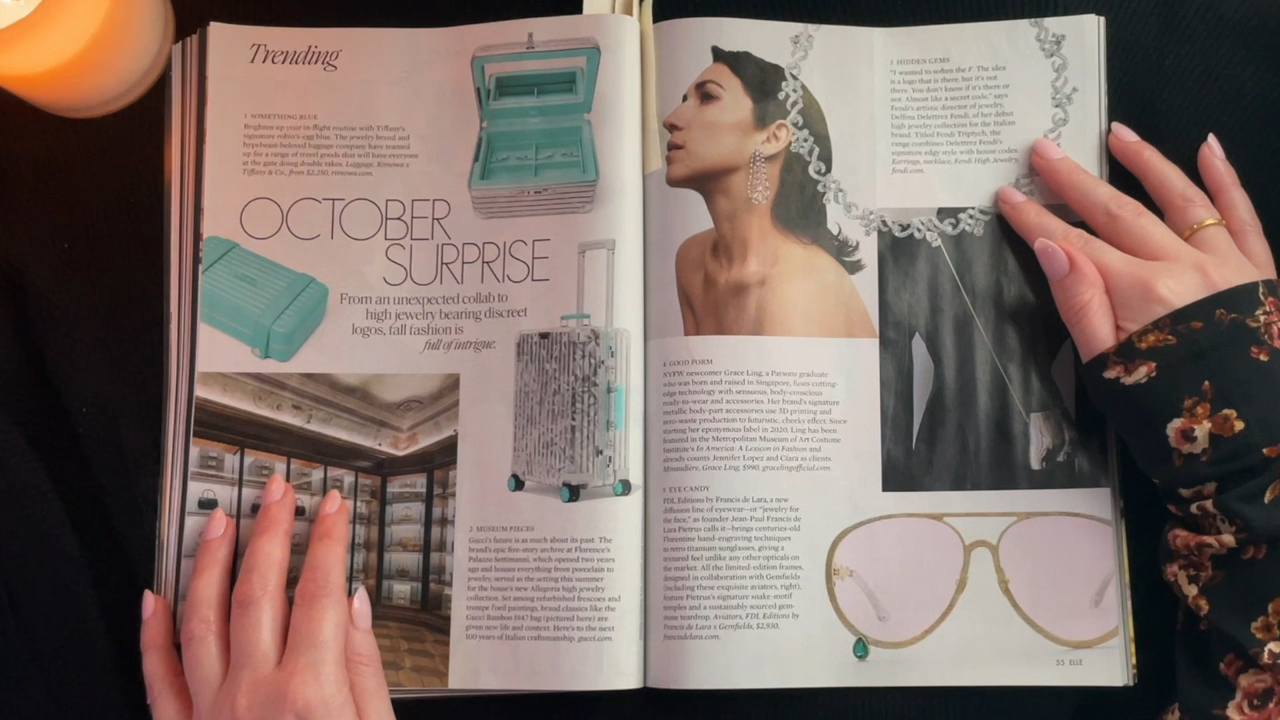 Trending
1 SOMETHING BLUE
Brighten up your in-flight routine with Tiffany's
signature robin's-egg blue. The jewelry brand and
hypebeast-beloved luggage company have teamed
up for a range of travel goods that will have everyone
at the gate doing double takes. Luggage, Rimowa x
Tiffany & Co., from $2,250, rimowa.com.
OCTOBER
SURPRISE
From an unexpected collab to
high jewelry bearing discreet
logos, fall fashion is
full of intrigue.
2 MUSEUM PIECES
Gucci's future is as much about its past. The
brand's epic five-story archive at Florence's
Palazzo Settimanni, which opened two years
ago and houses everything from porcelain to
jewelry, served as the setting this summer
for the house's new Allegoria high jewelry
collection. Set among refurbished frescoes and
trompe l'oeil paintings, brand classics like the
Gucci Bamboo 1947 bag (pictured here) are
given new life and context. Here's to the next
100 years of Italian craftsmanship. gucci.com.
3 HIDDEN GEMS
"I wanted to soften the F. The idea
is a logo that is there, but it's not
there. You don't know if it's there or
not. Almost like a secret code," says
Fendi's artistic director of jewelry,
Delfina Delettrez Fendi, of her debut
high jewelry collection for the Italian
brand. Titled Fendi Triptych, the
range combines Delettrez Fendi's
signature edgy style with house codes.
Earrings, necklace, Fendi High Jewelry,
fendi.com.
4 GOOD FORM
NYFW newcomer Grace Ling, a Parsons graduate
who was born and raised in Singapore, fuses cutting-
edge technology with sensuous, body-conscious
ready-to-wear and accessories. Her brand's signature
metallic body-part accessories use 3D printing and
zero-waste production to futuristic, cheeky effect. Since
starting her eponymous label in 2020, Ling has been
featured in the Metropolitan Museum of Art Costume
Institute's In America: A Lexicon in Fashion and
already counts Jennifer Lopez and Ciara as clients.
Minaudière, Grace Ling, $990, gracelingofficial.com.
5 EYE CANDY
FDL Editions by Francis de Lara, a new
diffusion line of eyewear—or "jewelry for
the face," as founder Jean-Paul Francis de
Lara Pietrus calls it—brings centuries-old
Florentine hand-engraving techniques
to retro titanium sunglasses, giving a
textured feel unlike any other opticals on
the market. All the limited-edition frames,
designed in collaboration with Gemfields
(including these exquisite aviators, right),
feature Pietrus's signature snake-motif
temples and a sustainably sourced gem-
stone teardrop. Aviators, FDL Editions by
Francis de Lara x Gemfields, $2,930,
francisdelara.com.
55 ELLE